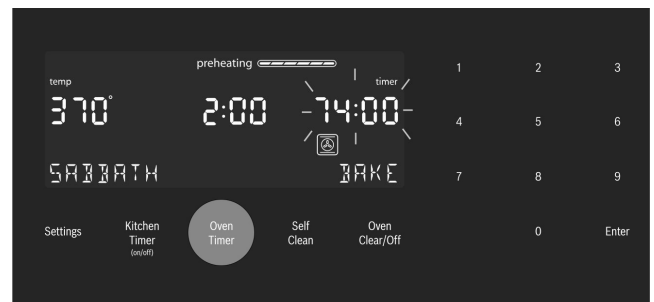 preheating
temp
timer
370°
2:00
74:00
SABBATH
BAKE
1 2 3
4 5 6
7 8 9
0 Enter
Settings
Kitchen
Timer
(on/off)
Oven
Timer
Self
Clean
Oven
Clear/Off